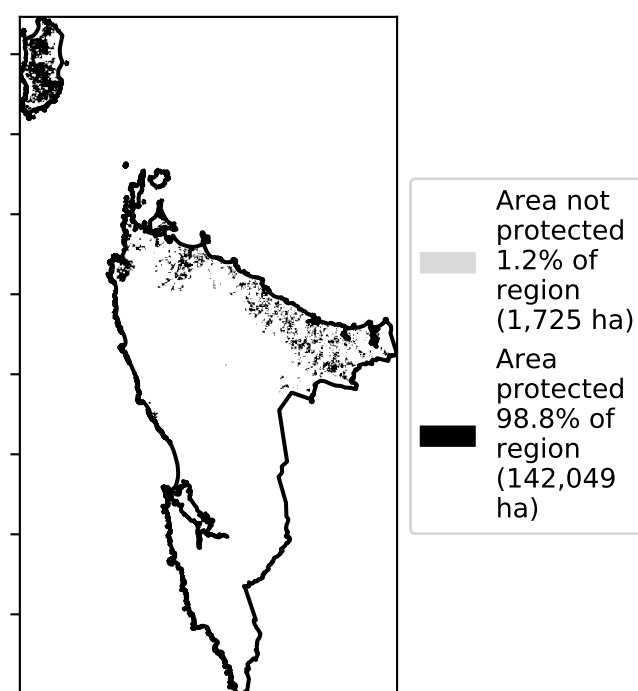 Area not
protected
1.2% of
region
(1,725 ha)
Area
protected
98.8% of
region
(142,049
ha)